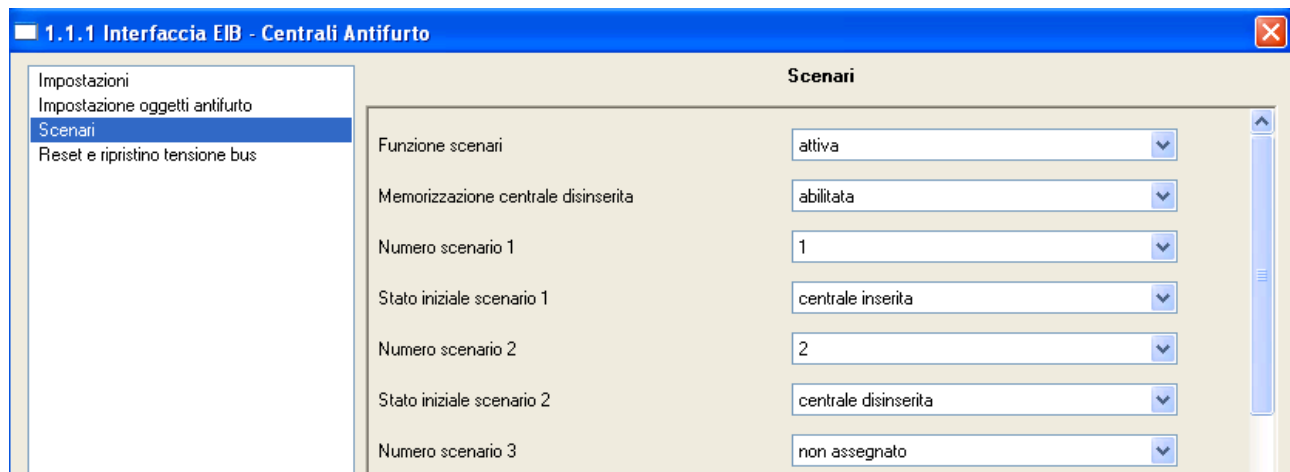 1.1.1 Interfaccia EIB - Centrali Antifurto
Impostazioni
Impostazione oggetti antifurto
Scenari
Reset e ripristino tensione bus
Scenari
Funzione scenari attiva
Memorizzazione centrale disinserita abilitata
Numero scenario 1 1
Stato iniziale scenario 1 centrale inserita
Numero scenario 2 2
Stato iniziale scenario 2 centrale disinserita
Numero scenario 3 non assegnato